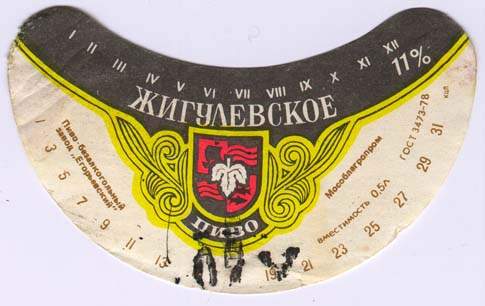 I II III IV V VI VII VIII IX X XI XII
11%
ЖИГУЛЕВСКОЕ
ПИВО
Пиво-безалкогольный
завод „Егорьевский"
Мособлагропром
вместимость 0,5л
ГОСТ 3473-78
1 3 5 7 9 11 13
19 21 23 25 27 29 31